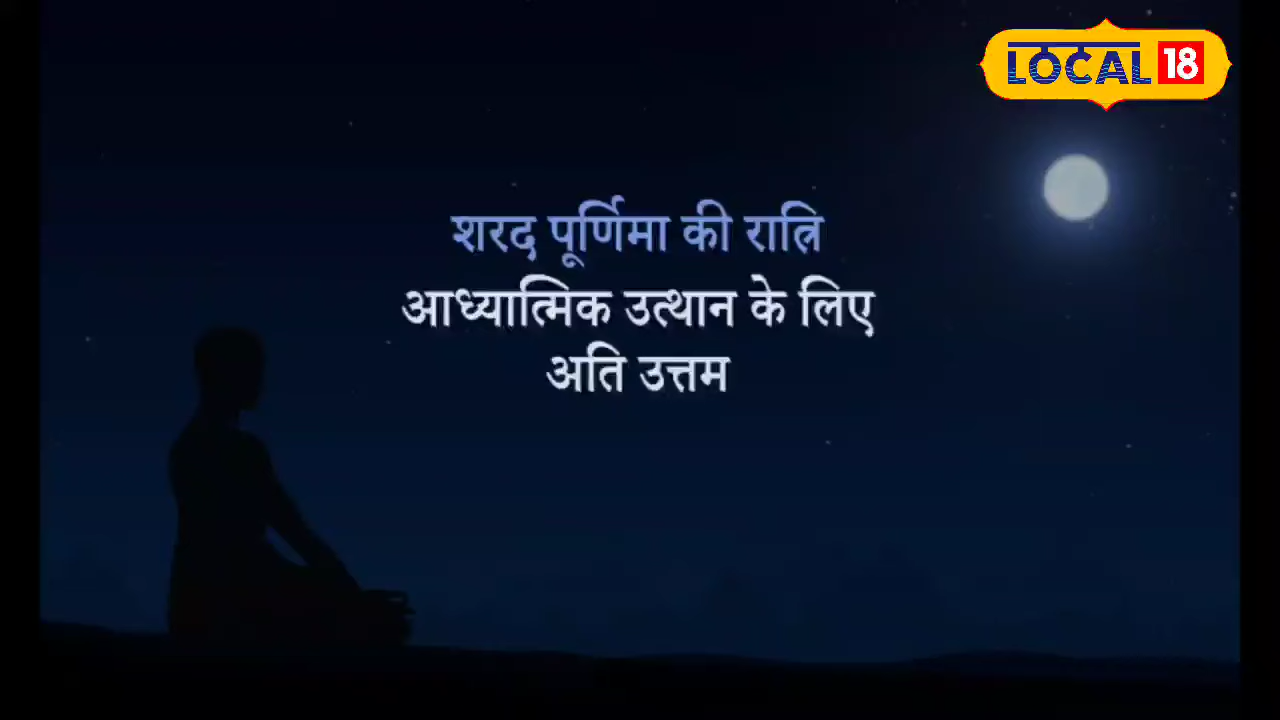 LOCAL 18
शरद पूर्णिमा की रात्रि
आध्यात्मिक उत्थान के लिए
अति उत्तम